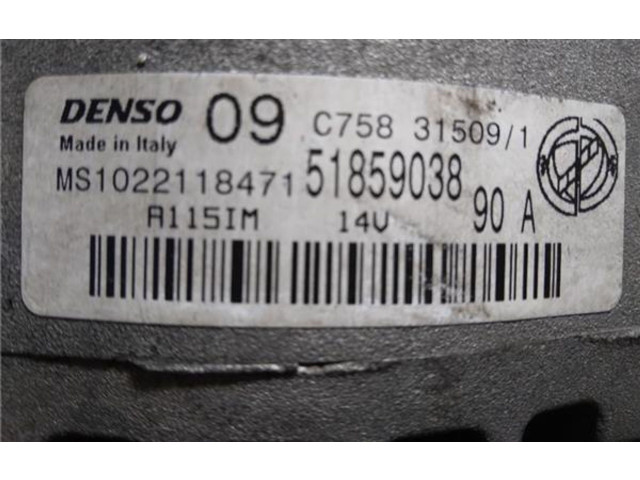 DENSO 09 C758 31509/1
Made in Italy
MS1022118471 51859038
A115IM 14V 90 A